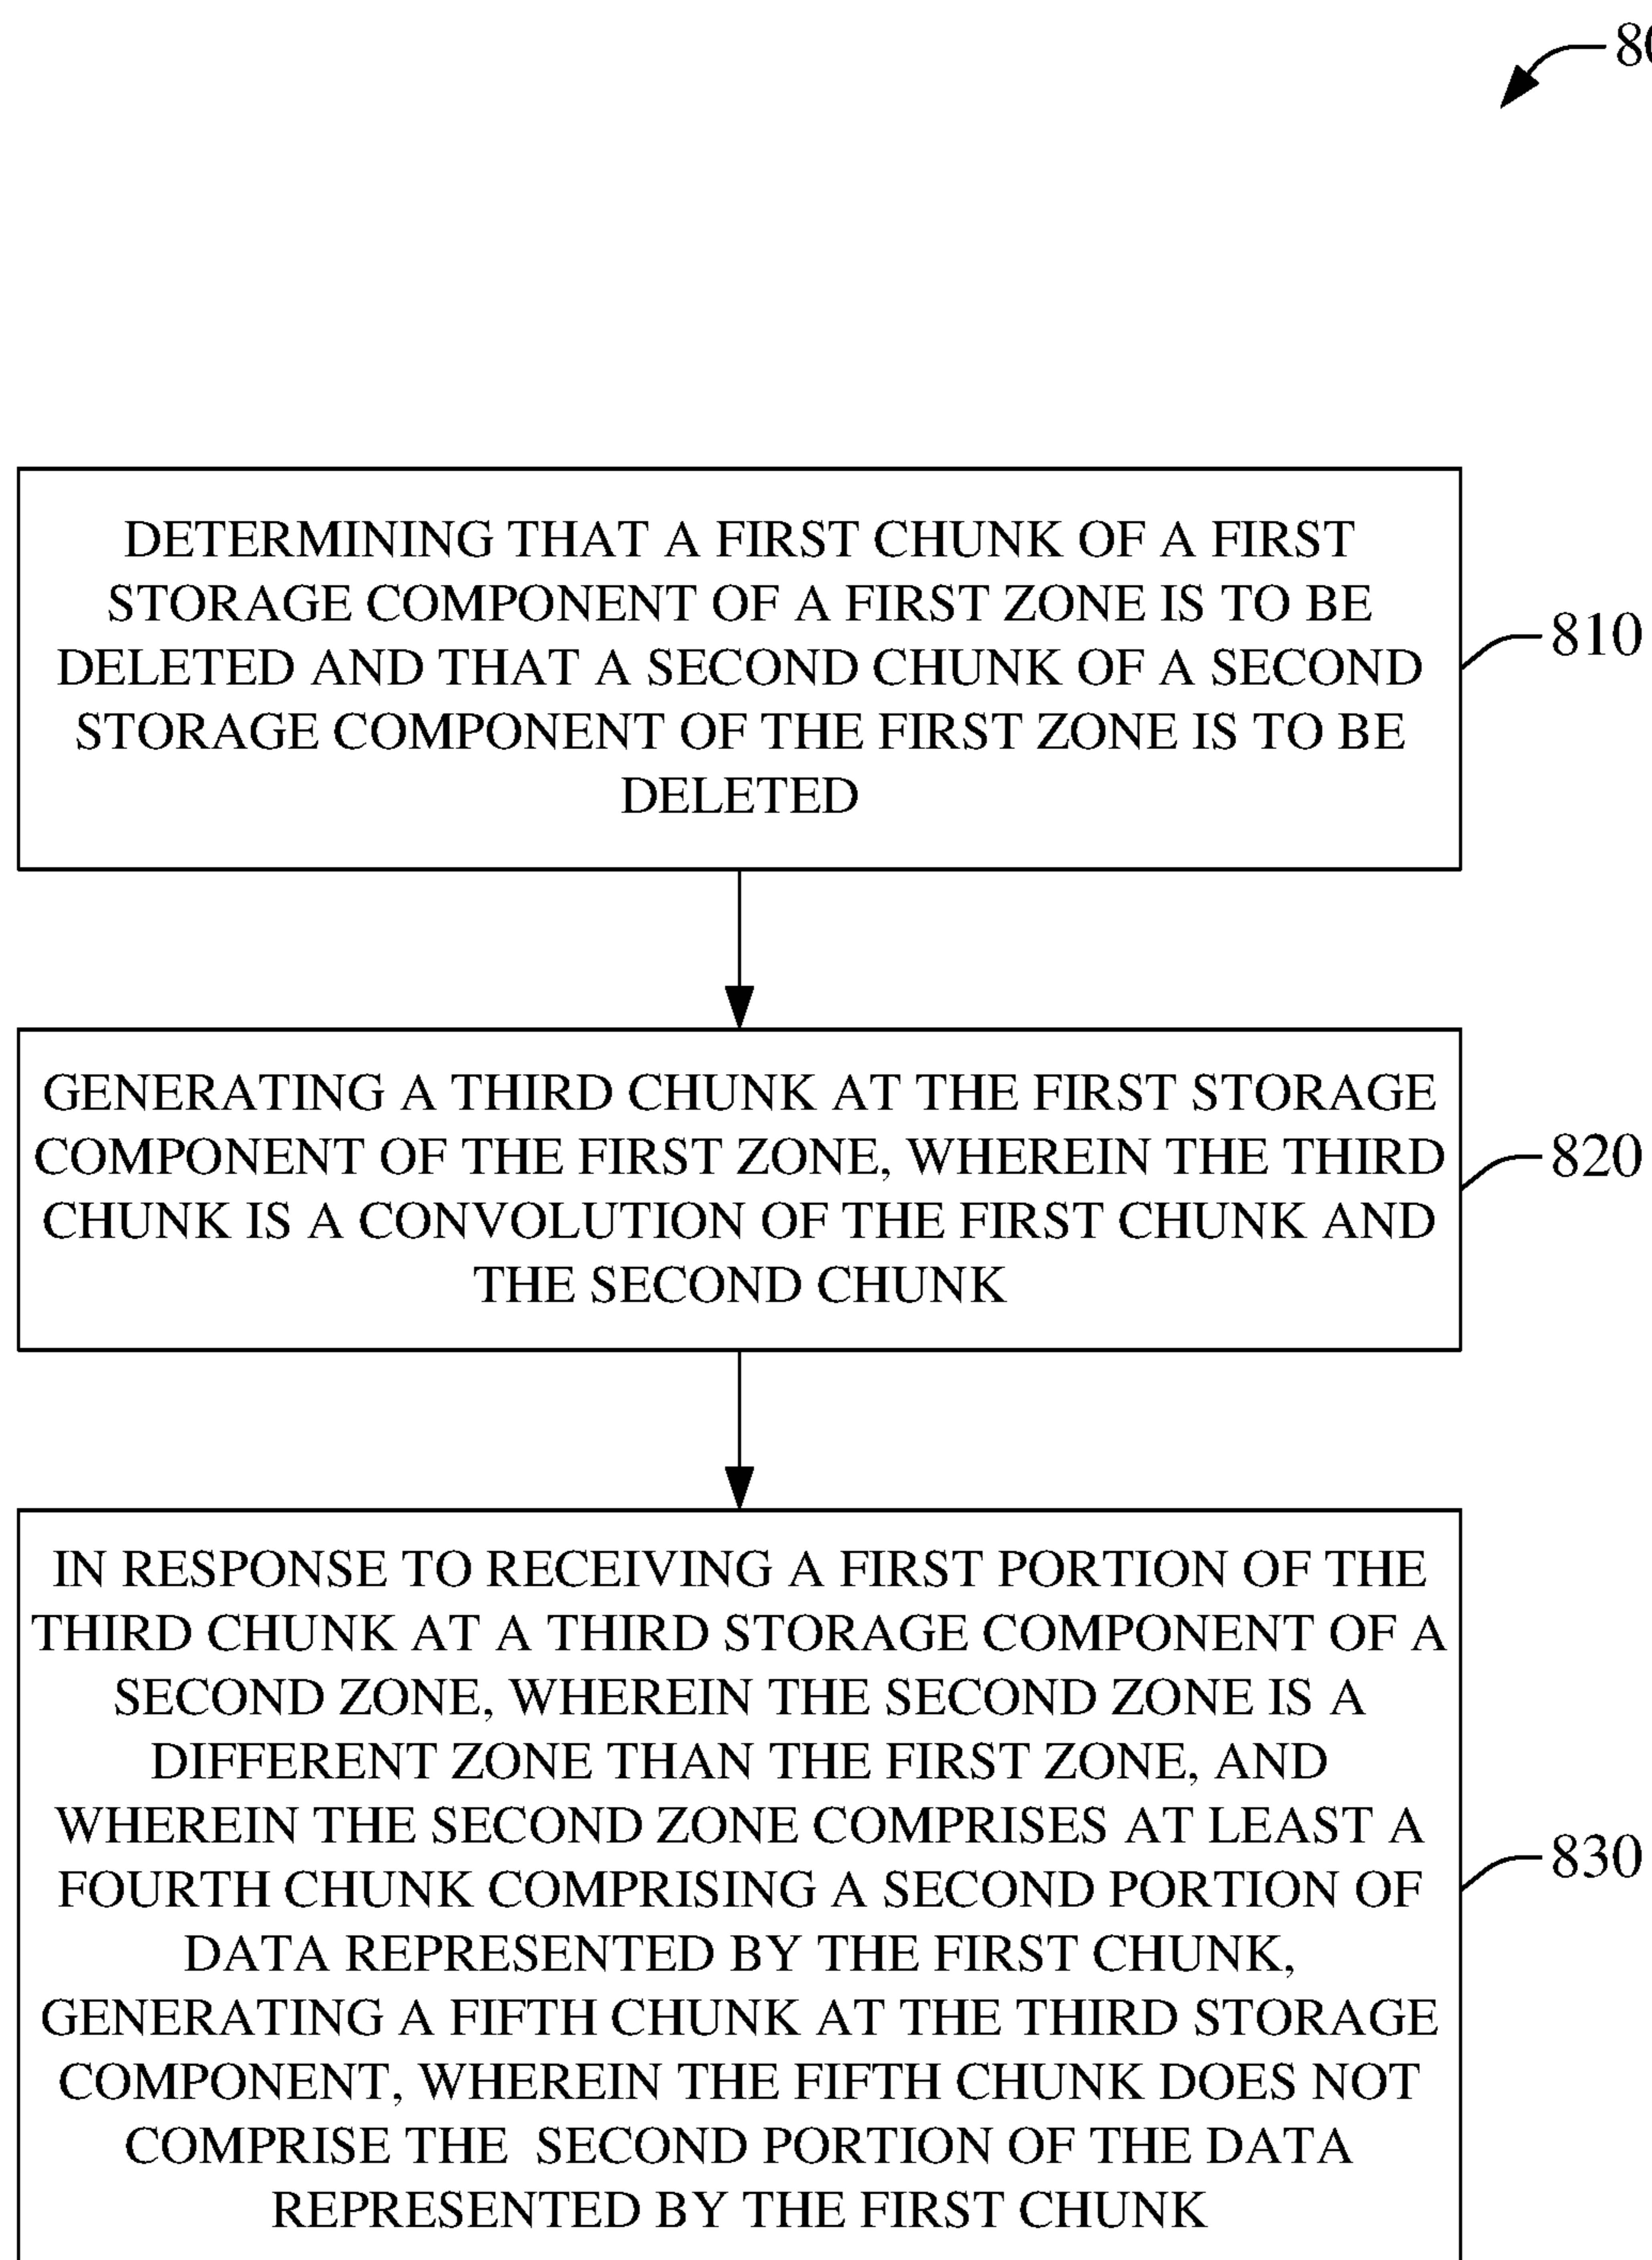 DETERMINING THAT A FIRST CHUNK OF A FIRST
STORAGE COMPONENT OF A FIRST ZONE IS TO BE
DELETED AND THAT A SECOND CHUNK OF A SECOND
STORAGE COMPONENT OF THE FIRST ZONE IS TO BE
DELETED
810
GENERATING A THIRD CHUNK AT THE FIRST STORAGE
COMPONENT OF THE FIRST ZONE, WHEREIN THE THIRD
CHUNK IS A CONVOLUTION OF THE FIRST CHUNK AND
THE SECOND CHUNK
820
IN RESPONSE TO RECEIVING A FIRST PORTION OF THE
THIRD CHUNK AT A THIRD STORAGE COMPONENT OF A
SECOND ZONE, WHEREIN THE SECOND ZONE IS A
DIFFERENT ZONE THAN THE FIRST ZONE, AND
WHEREIN THE SECOND ZONE COMPRISES AT LEAST A
FOURTH CHUNK COMPRISING A SECOND PORTION OF
DATA REPRESENTED BY THE FIRST CHUNK,
GENERATING A FIFTH CHUNK AT THE THIRD STORAGE
COMPONENT, WHEREIN THE FIFTH CHUNK DOES NOT
COMPRISE THE SECOND PORTION OF THE DATA
REPRESENTED BY THE FIRST CHUNK
830